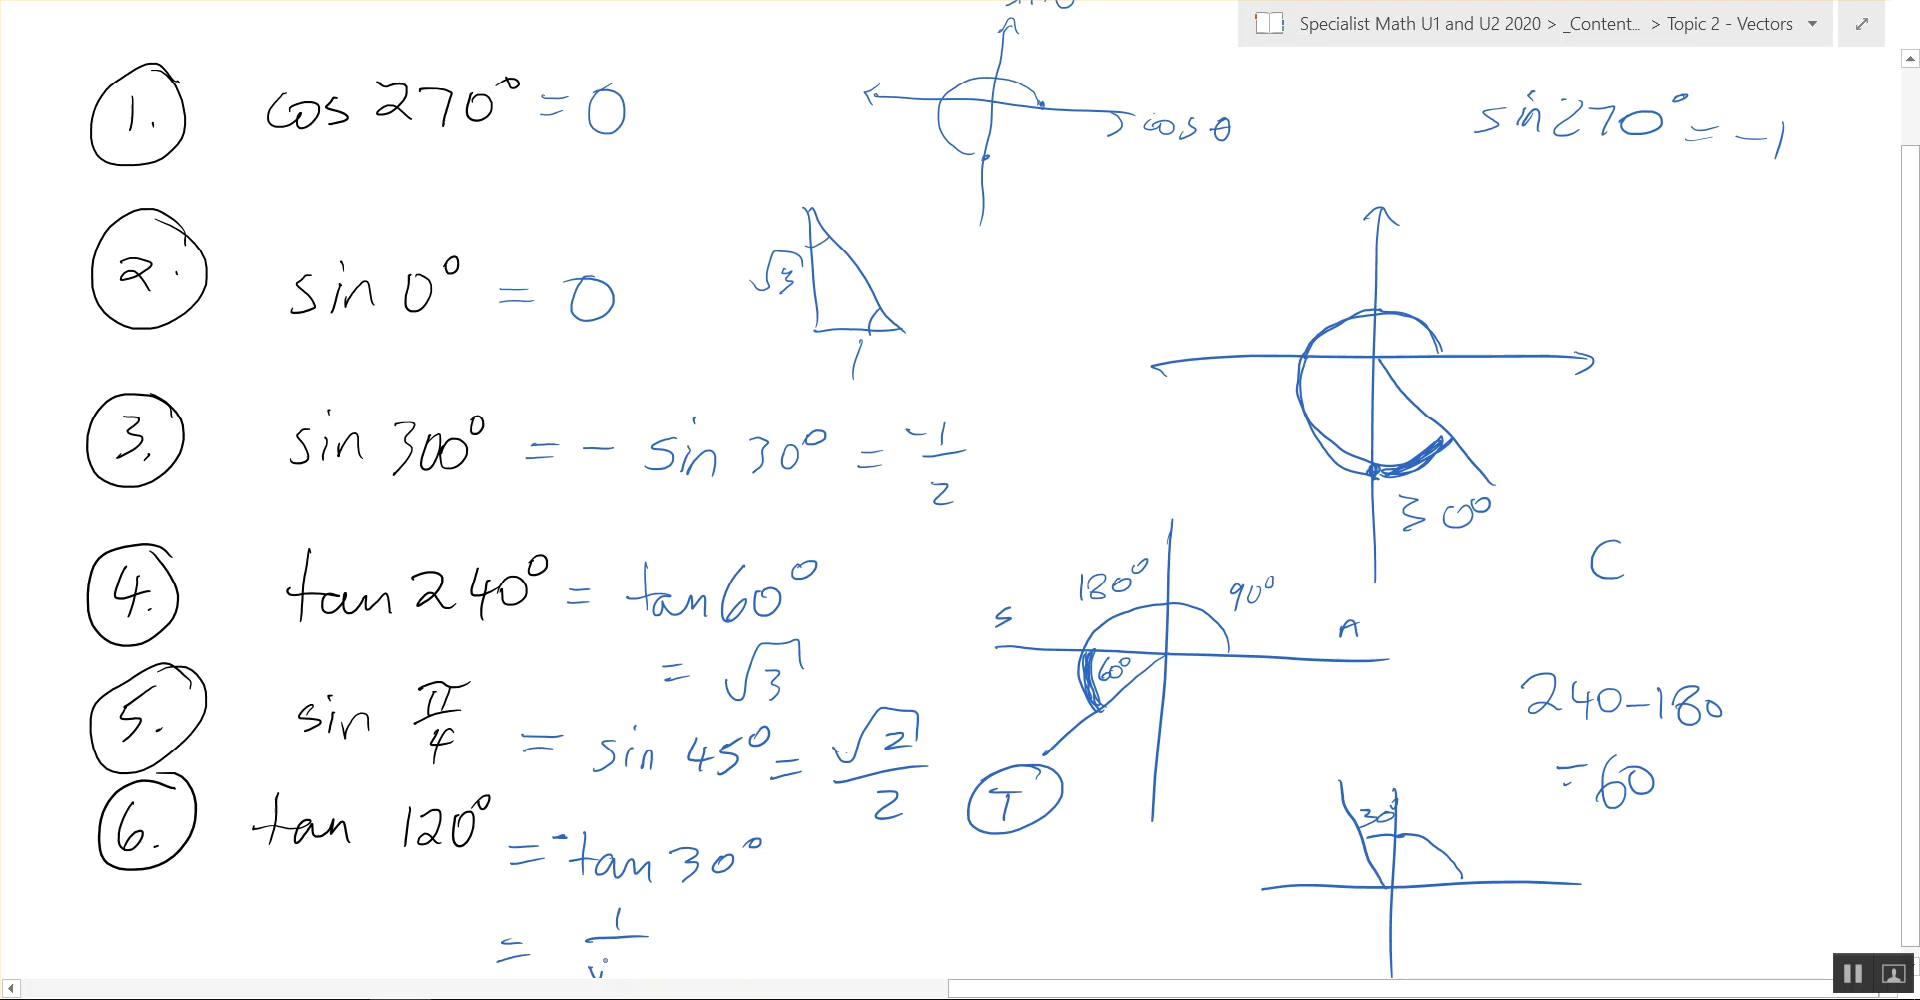 Specialist Math U1 and U2 2020 > _Content... > Topic 2 - Vectors
1. cos 270° = 0
cos θ
sin 270° = -1
2. sin 0° = 0
√3
1
3. sin 300° = - sin 30° = -1/2
30°
4. tan 240° = tan 60°
= √3
180°
90°
S
A
C
60°
T
240-180
= 60
5. sin π/4 = sin 45° = √2/2
6. tan 120° = -tan 30°
30°
= 1